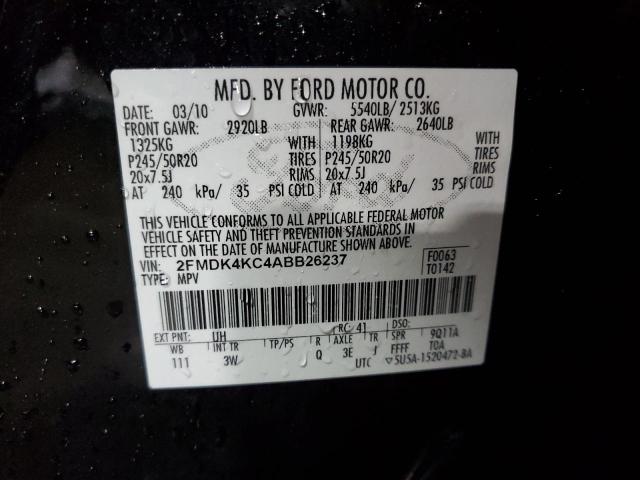 MFD. BY FORD MOTOR CO.
DATE: 03/10 GVWR: 5540LB/ 2513KG
FRONT GAWR: 2920LB REAR GAWR: 2640LB
1325KG WITH 1198KG WITH
P245/50R20 TIRES P245/50R20 TIRES
20x7.5J RIMS 20x7.5J RIMS
AT 240 kPa/ 35 PSI COLD AT 240 kPa/ 35 PSI COLD
THIS VEHICLE CONFORMS TO ALL APPLICABLE FEDERAL MOTOR
VEHICLE SAFETY AND THEFT PREVENTION STANDARDS IN
EFFECT ON THE DATE OF MANUFACTURE SHOWN ABOVE.
VIN: 2FMDK4KC4ABB26237 F0063
TYPE: MPV T0142
EXT PNT: UH RC: 41 DSO:
WB INT TR TP/PS R AXLE TR SPR 9Q11A
111 3W Q 3E J FFFF T0A
UTC ▽5U5A-1520472-BA